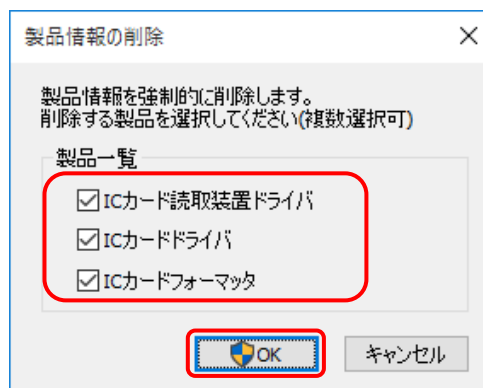 製品情報の削除
製品情報を強制的に削除します。
削除する製品を選択してください(複数選択可)
製品一覧
ICカード読取装置ドライバ
ICカードドライバ
ICカードフォーマッタ
OK
キャンセル